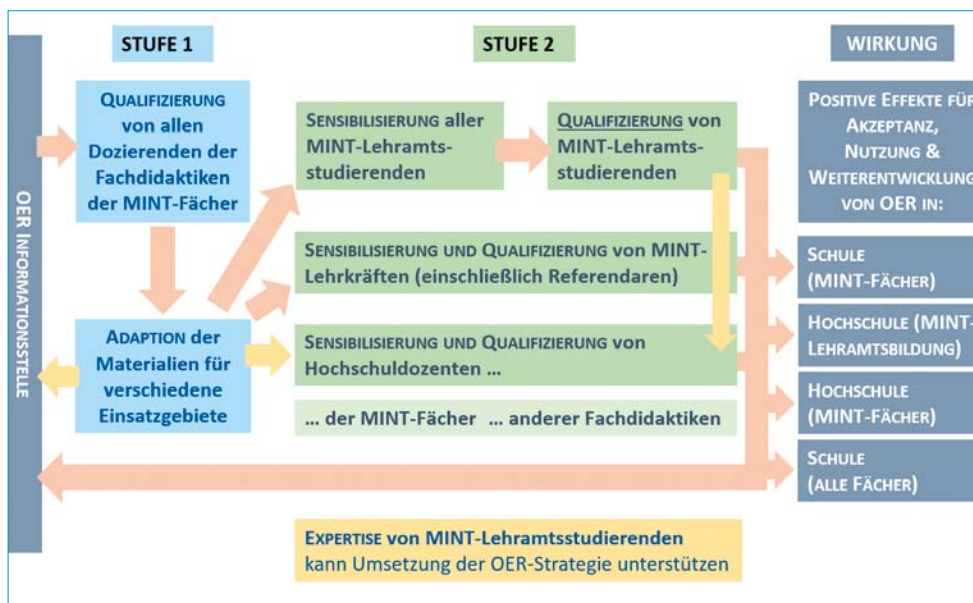 OER INFORMATIONSSTELLE
STUFE 1
QUALIFIZIERUNG
von allen
Dozierenden der
Fachdidaktiken
der MINT-Fächer
ADAPTION der
Materialien für
verschiedene
Einsatzgebiete
STUFE 2
SENSIBILISIERUNG aller
MINT-Lehramts-
studierenden
QUALIFIZIERUNG von
MINT-Lehramts-
studierenden
SENSIBILISIERUNG UND QUALIFIZIERUNG von MINT-
Lehrkräften (einschließlich Referendaren)
SENSIBILISIERUNG UND QUALIFIZIERUNG von
Hochschuldozenten ...
... der MINT-Fächer ... anderer Fachdidaktiken
EXPERTISE von MINT-Lehramtsstudierenden
kann Umsetzung der OER-Strategie unterstützen
WIRKUNG
POSITIVE EFFEKTE FÜR
AKZEPTANZ,
NUTZUNG &
WEITERENTWICKLUNG
VON OER IN:
SCHULE
(MINT-FÄCHER)
HOCHSCHULE (MINT-
LEHRAMTSBILDUNG)
HOCHSCHULE
(MINT-FÄCHER)
SCHULE
(ALLE FÄCHER)